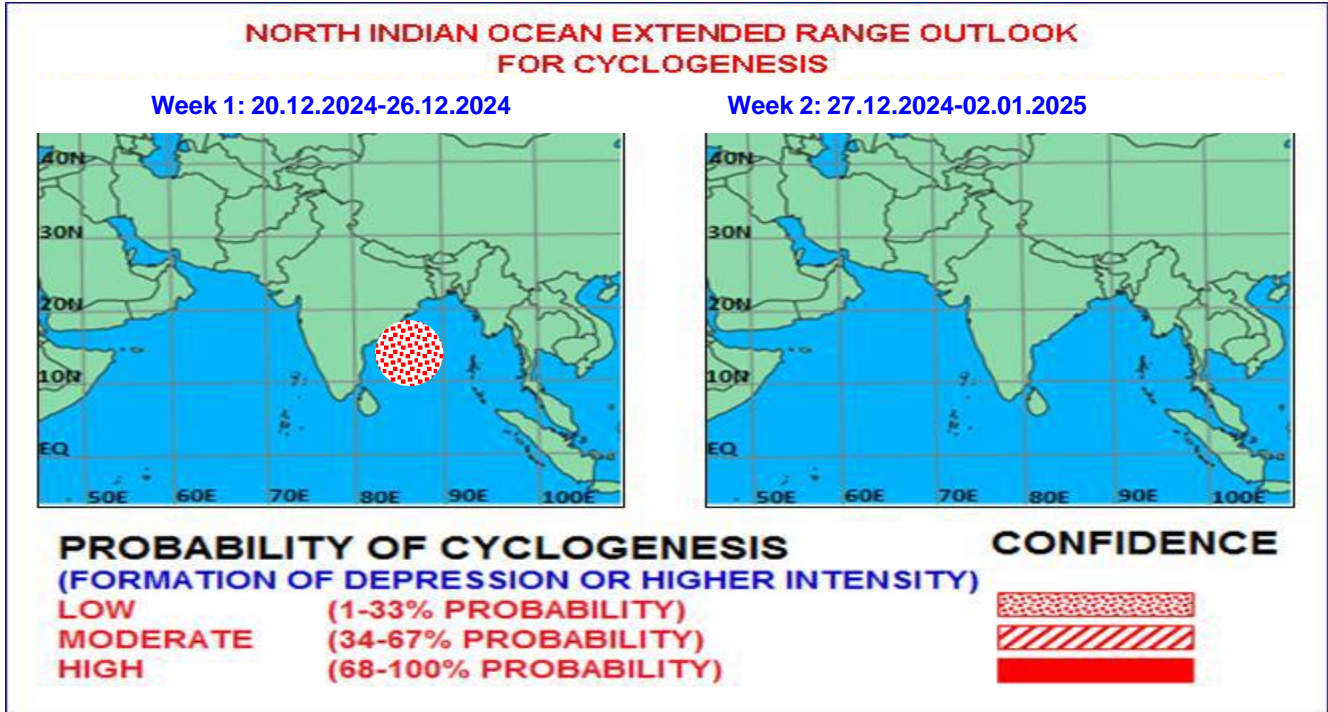 NORTH INDIAN OCEAN EXTENDED RANGE OUTLOOK
FOR CYCLOGENESIS
Week 1: 20.12.2024-26.12.2024
40N
30N
20N
10N
EQ
50E 60E 70E 80E 90E 100E
Week 2: 27.12.2024-02.01.2025
40N
30N
20N
10N
EQ
50E 60E 70E 80E 90E 100E
PROBABILITY OF CYCLOGENESIS
(FORMATION OF DEPRESSION OR HIGHER INTENSITY)
CONFIDENCE
LOW (1-33% PROBABILITY)
MODERATE (34-67% PROBABILITY)
HIGH (68-100% PROBABILITY)